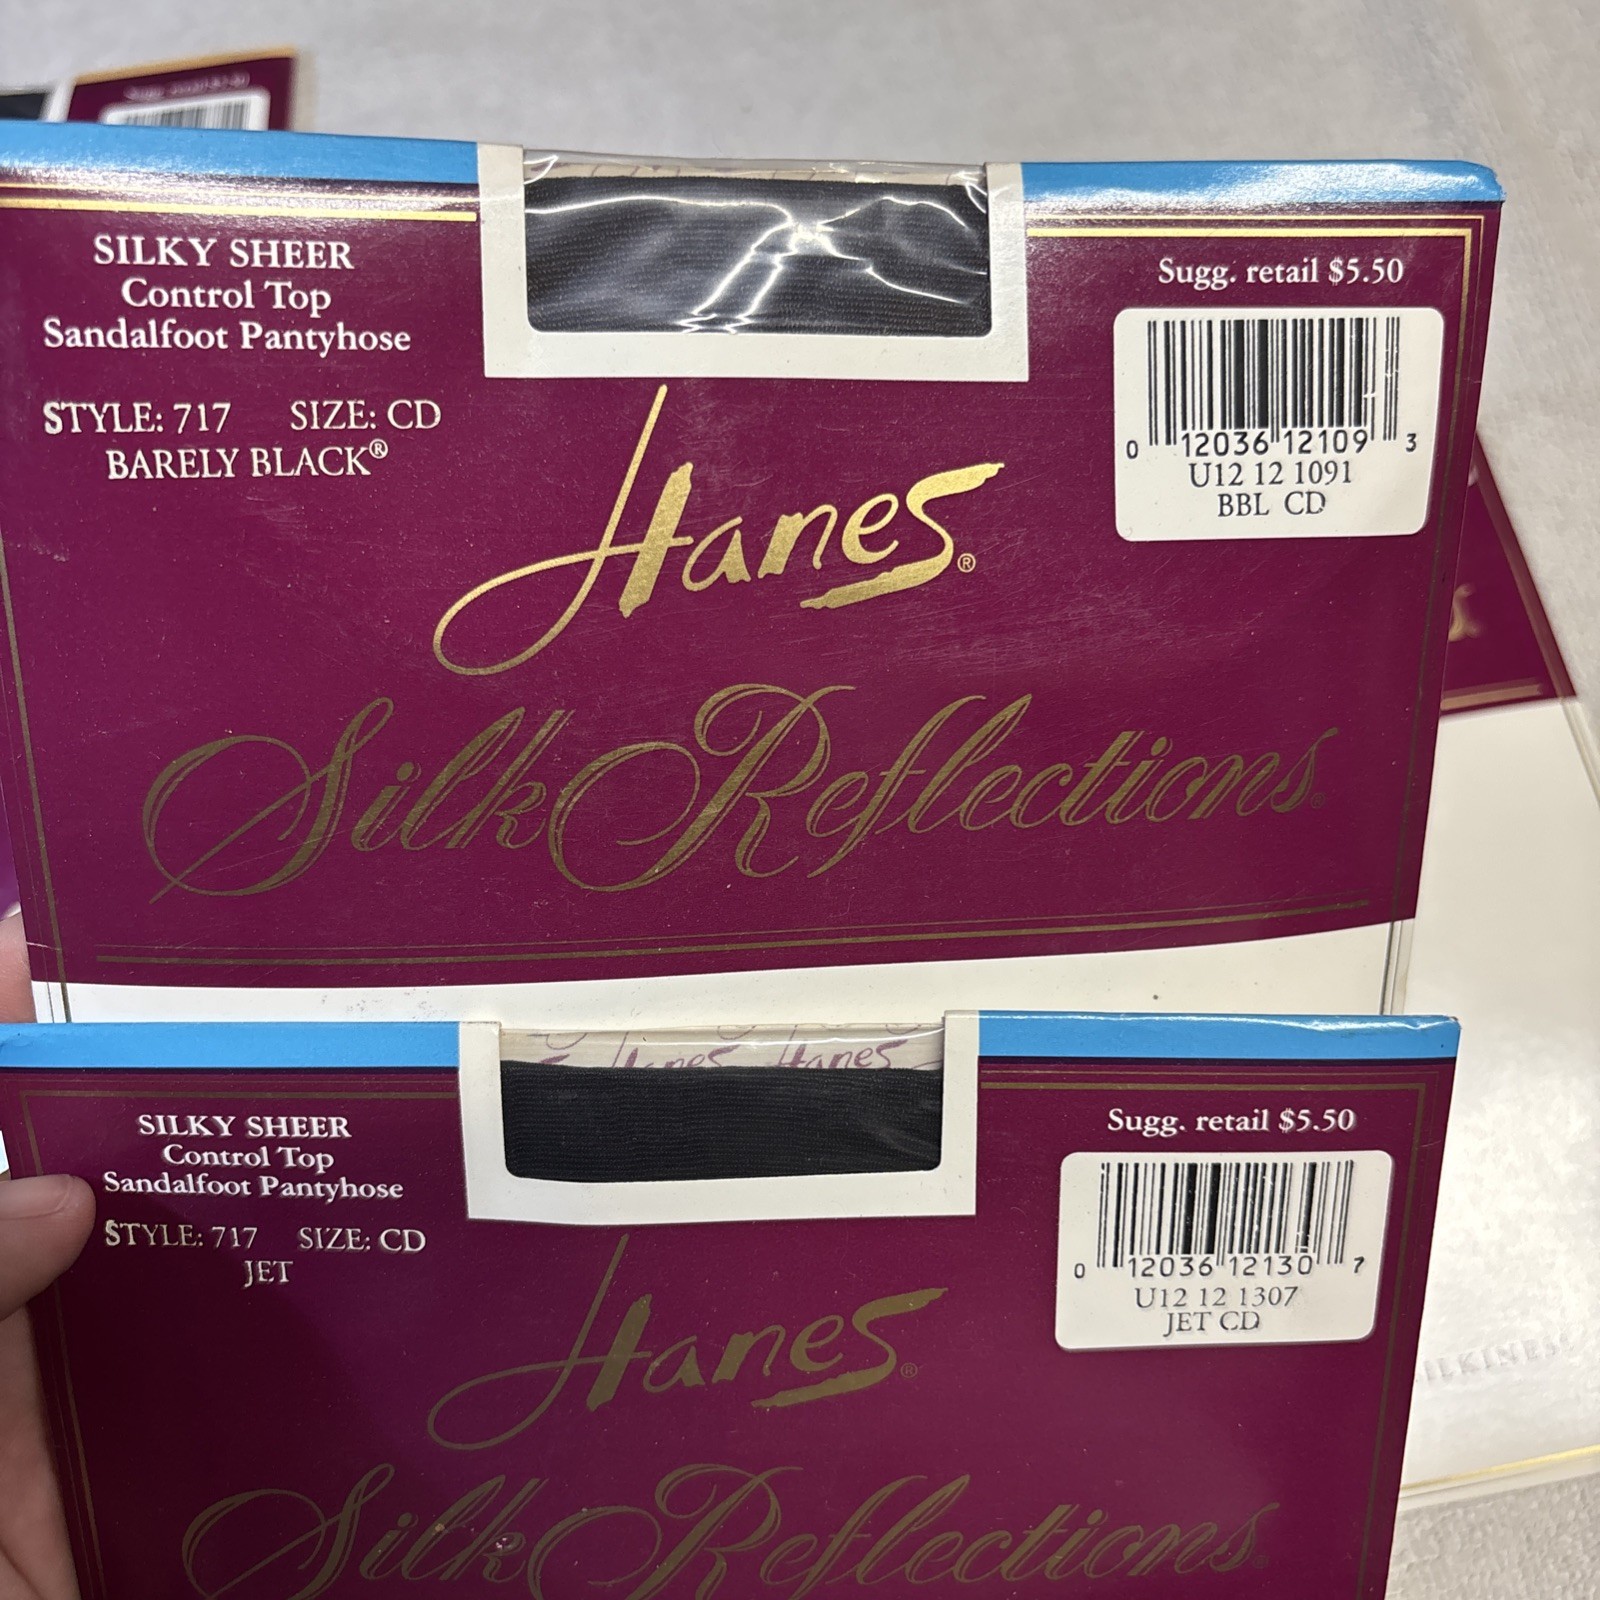 SILKY SHEER
Control Top
Sandalfoot Pantyhose
STYLE: 717 SIZE: CD
BARELY BLACK®
Sugg. retail $5.50
0 12036 12109 3
U12 12 1091
BBL CD
Hanes®
Silk Reflections®
Hanes Hanes
SILKY SHEER
Control Top
Sandalfoot Pantyhose
STYLE: 717 SIZE: CD
JET
Sugg. retail $5.50
0 12036 12130 7
U12 12 1307
JET CD
Hanes®
Silk Reflections®